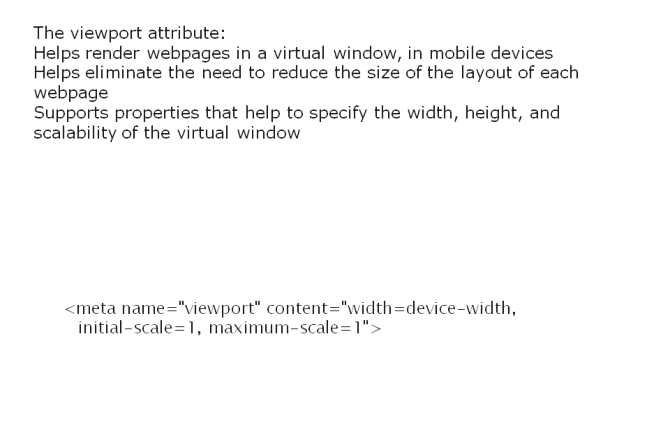 The viewport attribute:
Helps render webpages in a virtual window, in mobile devices
Helps eliminate the need to reduce the size of the layout of each
webpage
Supports properties that help to specify the width, height, and
scalability of the virtual window
<meta name="viewport" content="width=device-width,
initial-scale=1, maximum-scale=1">